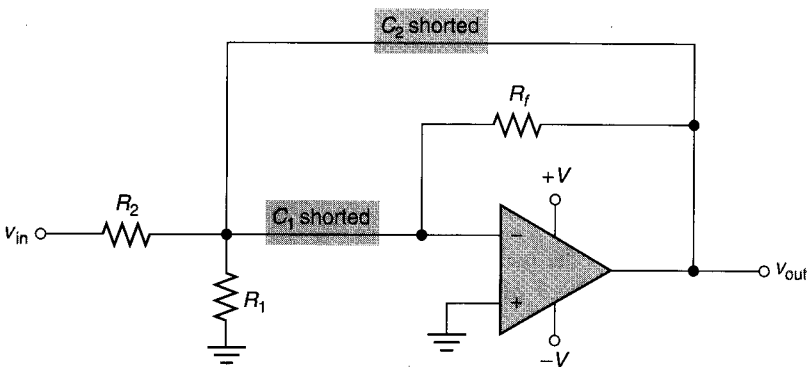 C2 shorted
Rf
+V
R2
C1 shorted
vin
−
R1
+
vout
−V